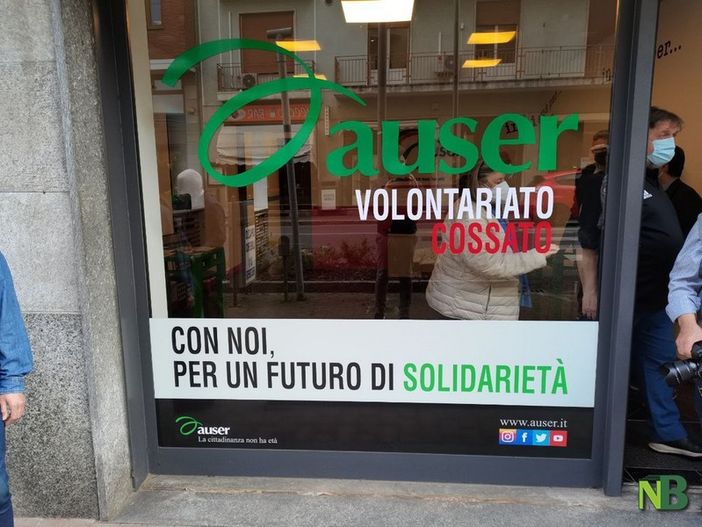 auser
VOLONTARIATO
COSSATO
CON NOI,
PER UN FUTURO DI SOLIDARIETÀ
auser
La cittadinanza non ha età
www.auser.it
NB